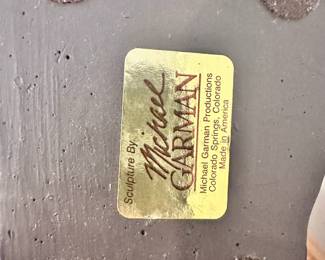 Sculpture By
Michael
GARMAN
Michael Garman Productions
Colorado Springs, Colorado
Made in America